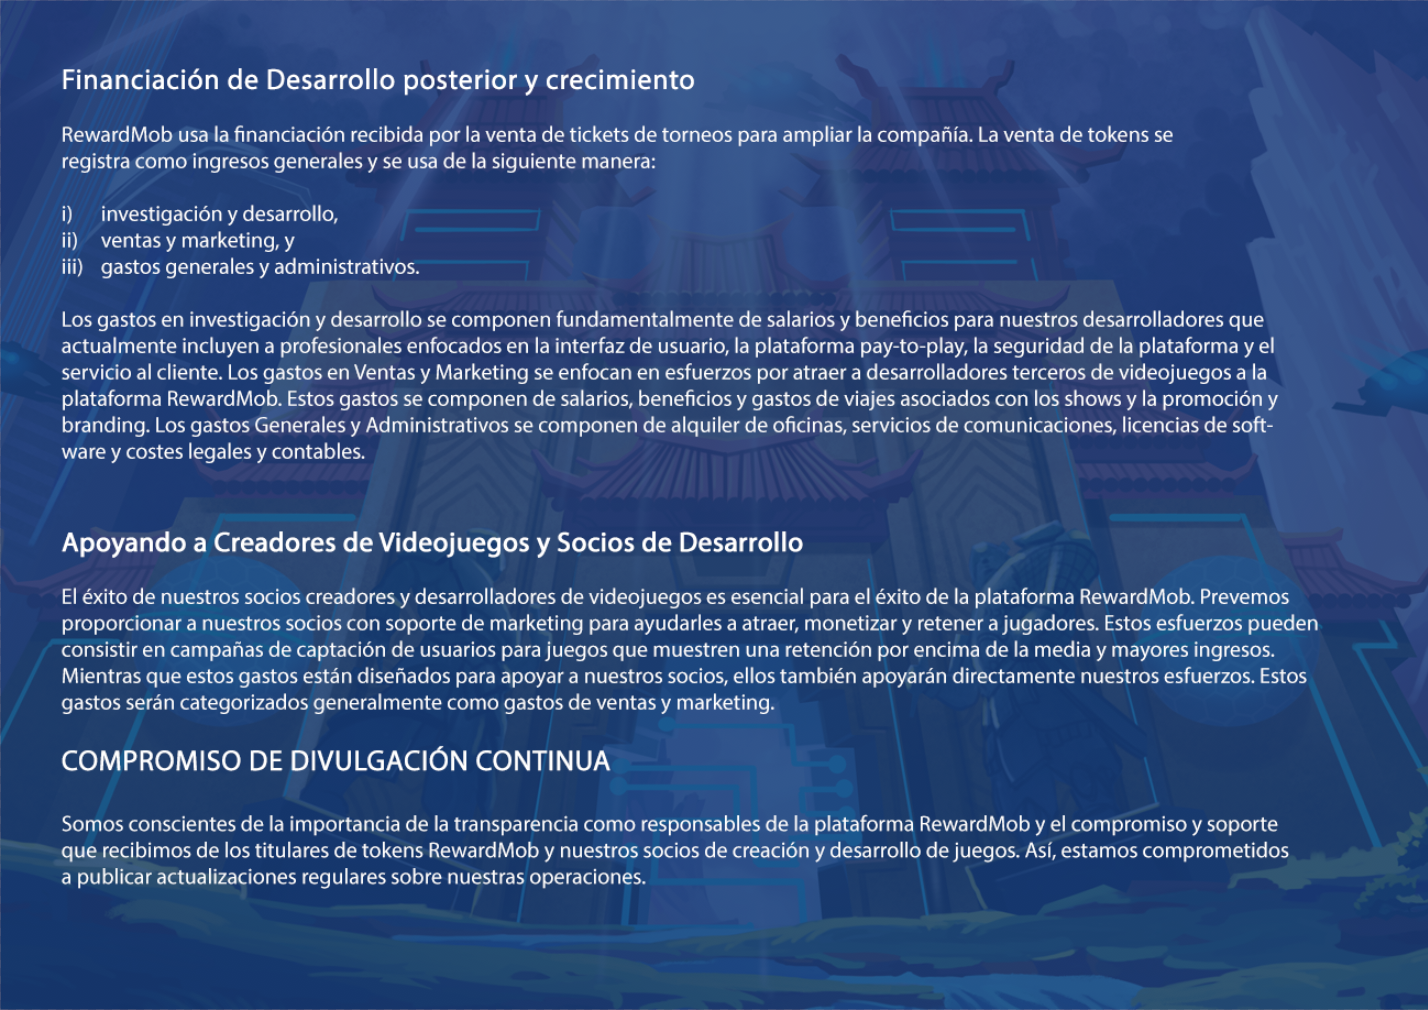 Financiación de Desarrollo posterior y crecimiento
RewardMob usa la financiación recibida por la venta de tickets de torneos para ampliar la compañía. La venta de tokens se
registra como ingresos generales y se usa de la siguiente manera:
i) investigación y desarrollo,
ii) ventas y marketing, y
iii) gastos generales y administrativos.
Los gastos en investigación y desarrollo se componen fundamentalmente de salarios y beneficios para nuestros desarrolladores que
actualmente incluyen a profesionales enfocados en la interfaz de usuario, la plataforma pay-to-play, la seguridad de la plataforma y el
servicio al cliente. Los gastos en Ventas y Marketing se enfocan en esfuerzos por atraer a desarrolladores terceros de videojuegos a la
plataforma RewardMob. Estos gastos se componen de salarios, beneficios y gastos de viajes asociados con los shows y la promoción y
branding. Los gastos Generales y Administrativos se componen de alquiler de oficinas, servicios de comunicaciones, licencias de soft-
ware y costes legales y contables.
Apoyando a Creadores de Videojuegos y Socios de Desarrollo
El éxito de nuestros socios creadores y desarrolladores de videojuegos es esencial para el éxito de la plataforma RewardMob. Prevemos
proporcionar a nuestros socios con soporte de marketing para ayudarles a atraer, monetizar y retener a jugadores. Estos esfuerzos pueden
consistir en campañas de captación de usuarios para juegos que muestren una retención por encima de la media y mayores ingresos.
Mientras que estos gastos están diseñados para apoyar a nuestros socios, ellos también apoyarán directamente nuestros esfuerzos. Estos
gastos serán categorizados generalmente como gastos de ventas y marketing.
COMPROMISO DE DIVULGACIÓN CONTINUA
Somos conscientes de la importancia de la transparencia como responsables de la plataforma RewardMob y el compromiso y soporte
que recibimos de los titulares de tokens RewardMob y nuestros socios de creación y desarrollo de juegos. Así, estamos comprometidos
a publicar actualizaciones regulares sobre nuestras operaciones.